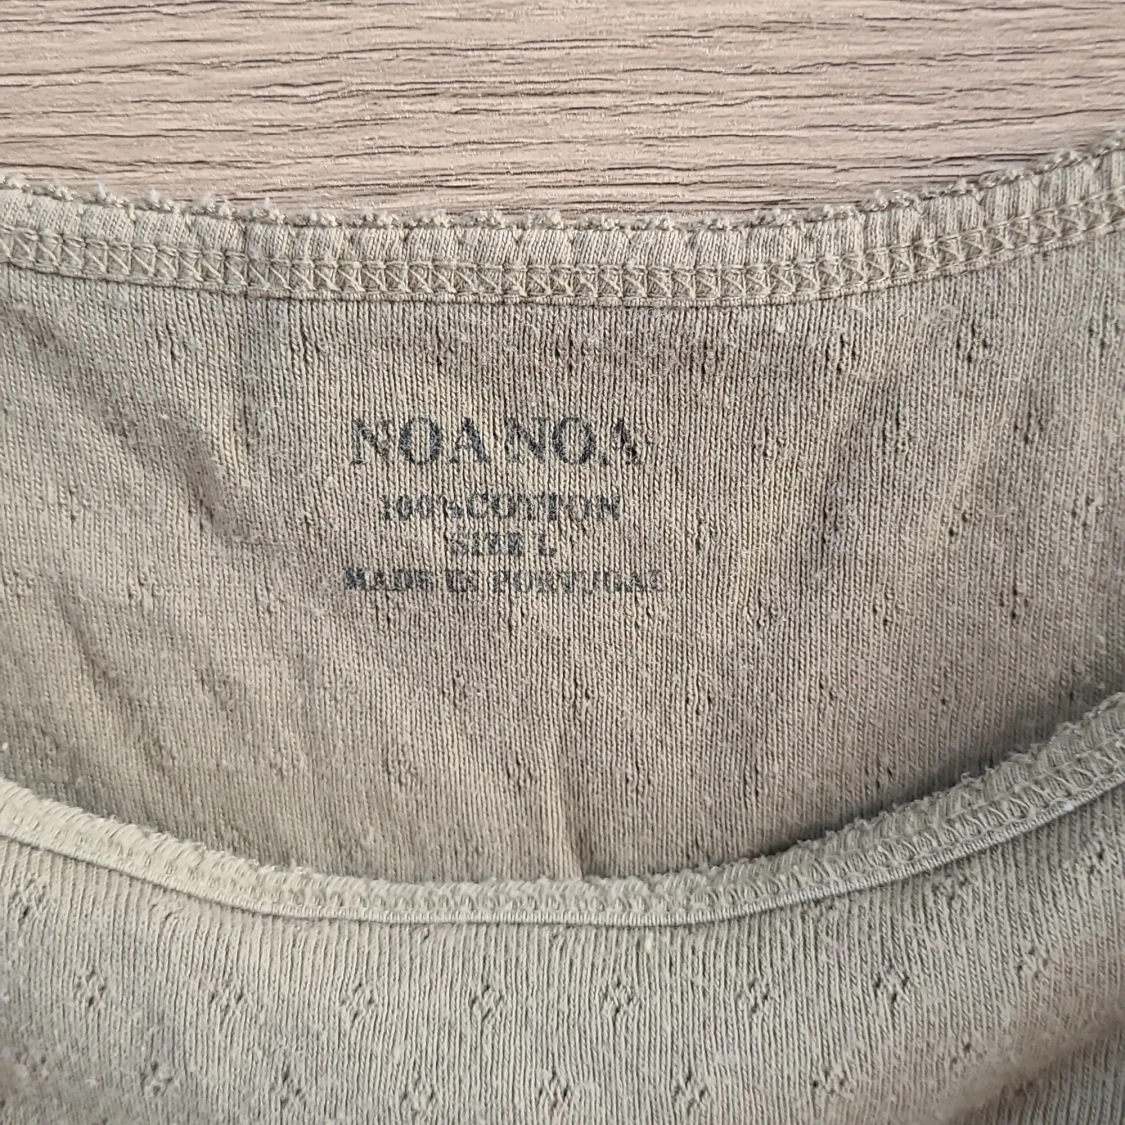 NOA NOA
100% COTTON
SIZE L
MADE IN PORTUGAL